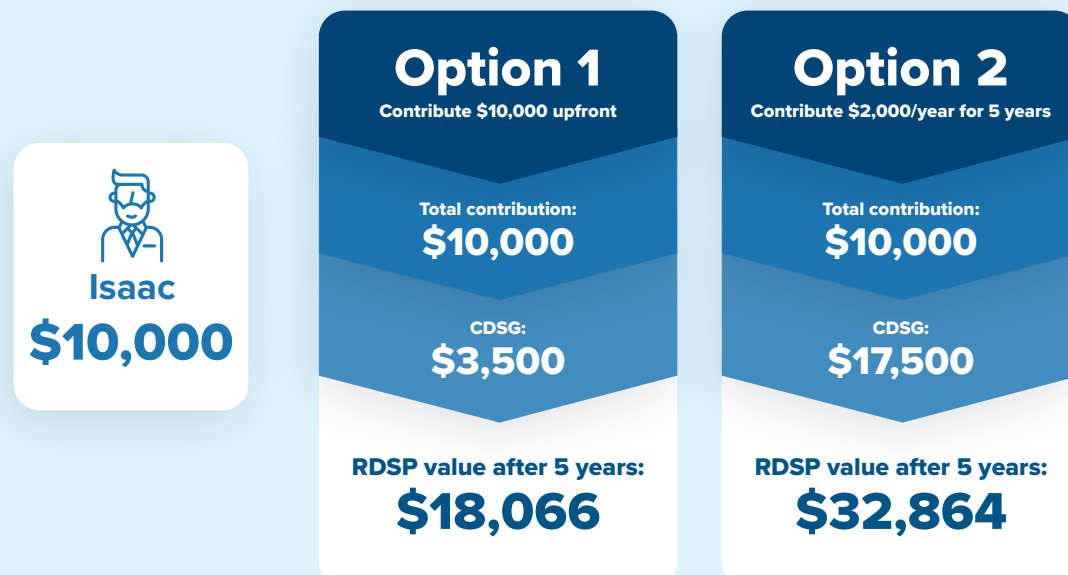 Isaac
$10,000
Option 1
Contribute $10,000 upfront
Total contribution:
$10,000
CDSG:
$3,500
RDSP value after 5 years:
$18,066
Option 2
Contribute $2,000/year for 5 years
Total contribution:
$10,000
CDSG:
$17,500
RDSP value after 5 years:
$32,864